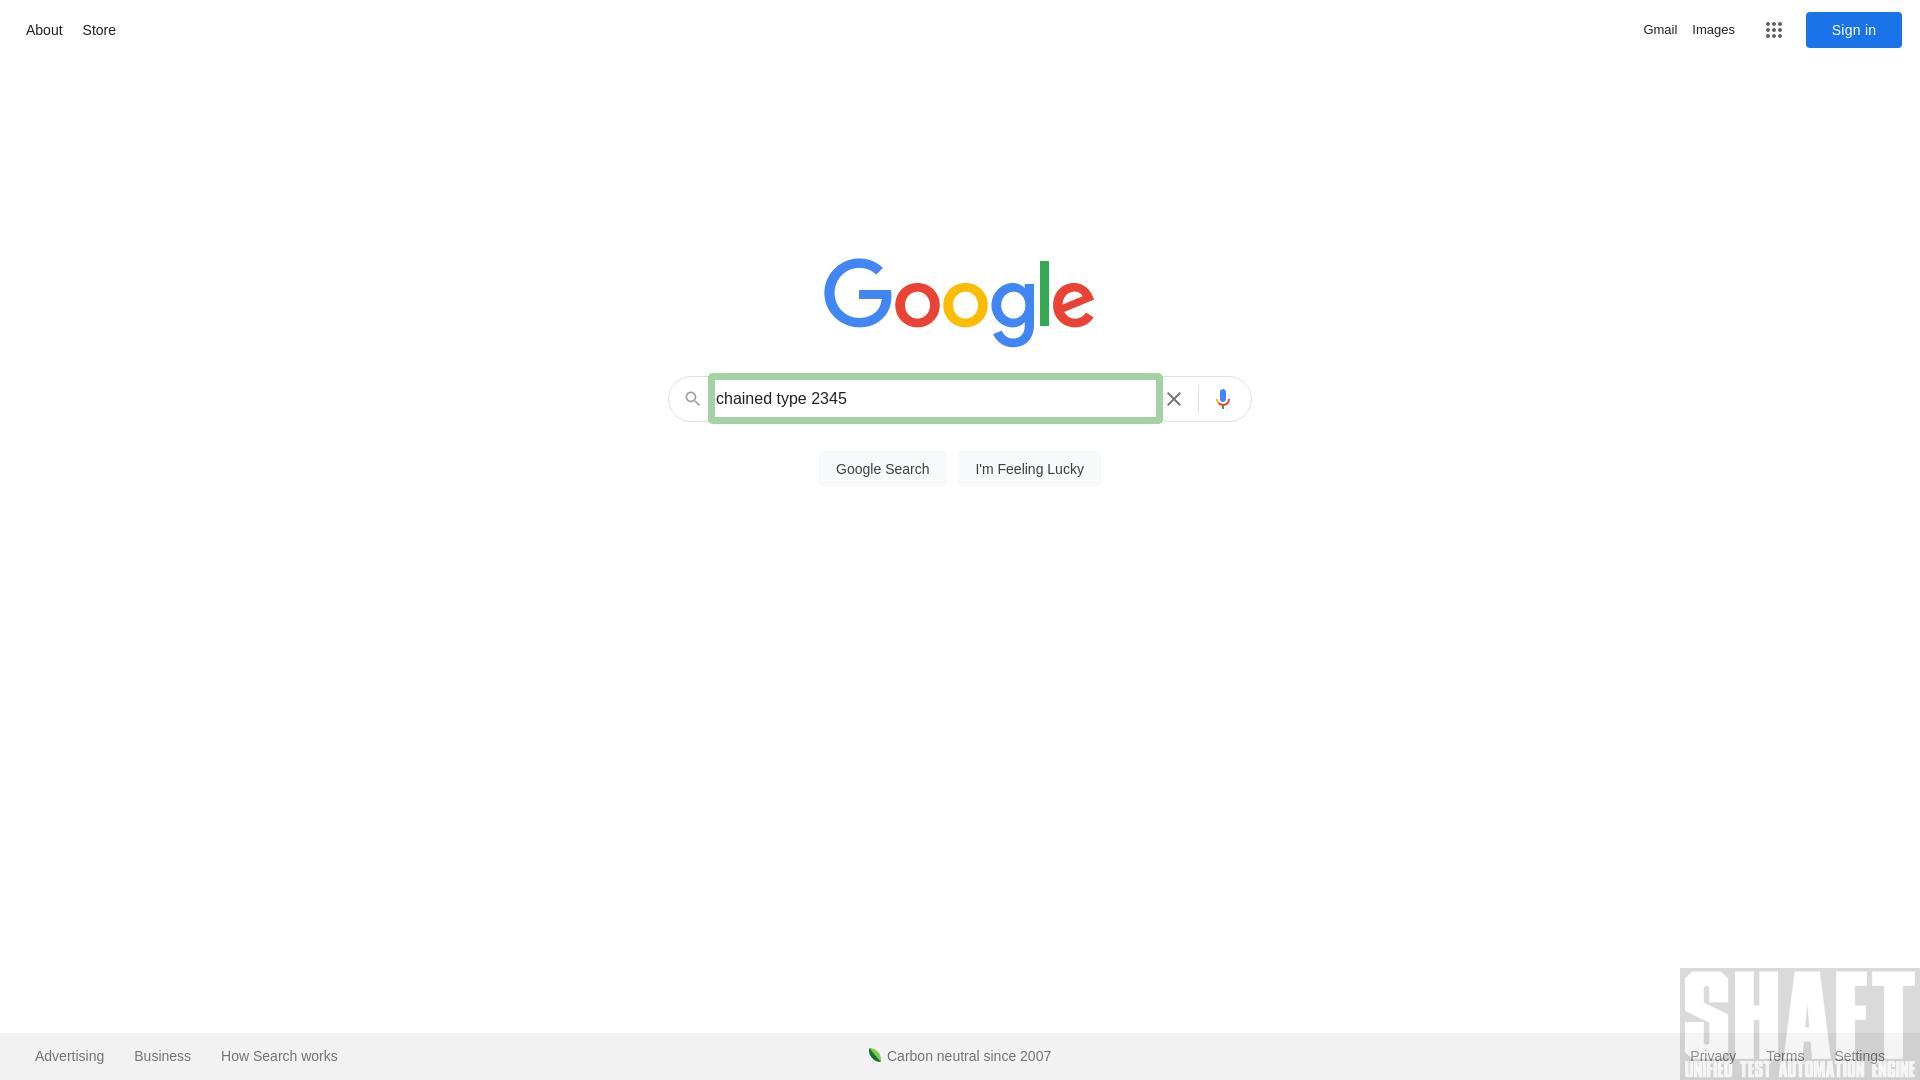 About Store
Gmail Images Sign in
Google
chained type 2345
Google Search I'm Feeling Lucky
Advertising Business How Search works
Carbon neutral since 2007
Privacy Terms Settings
SHAFT
UNIFIED TEST AUTOMATION ENGINE